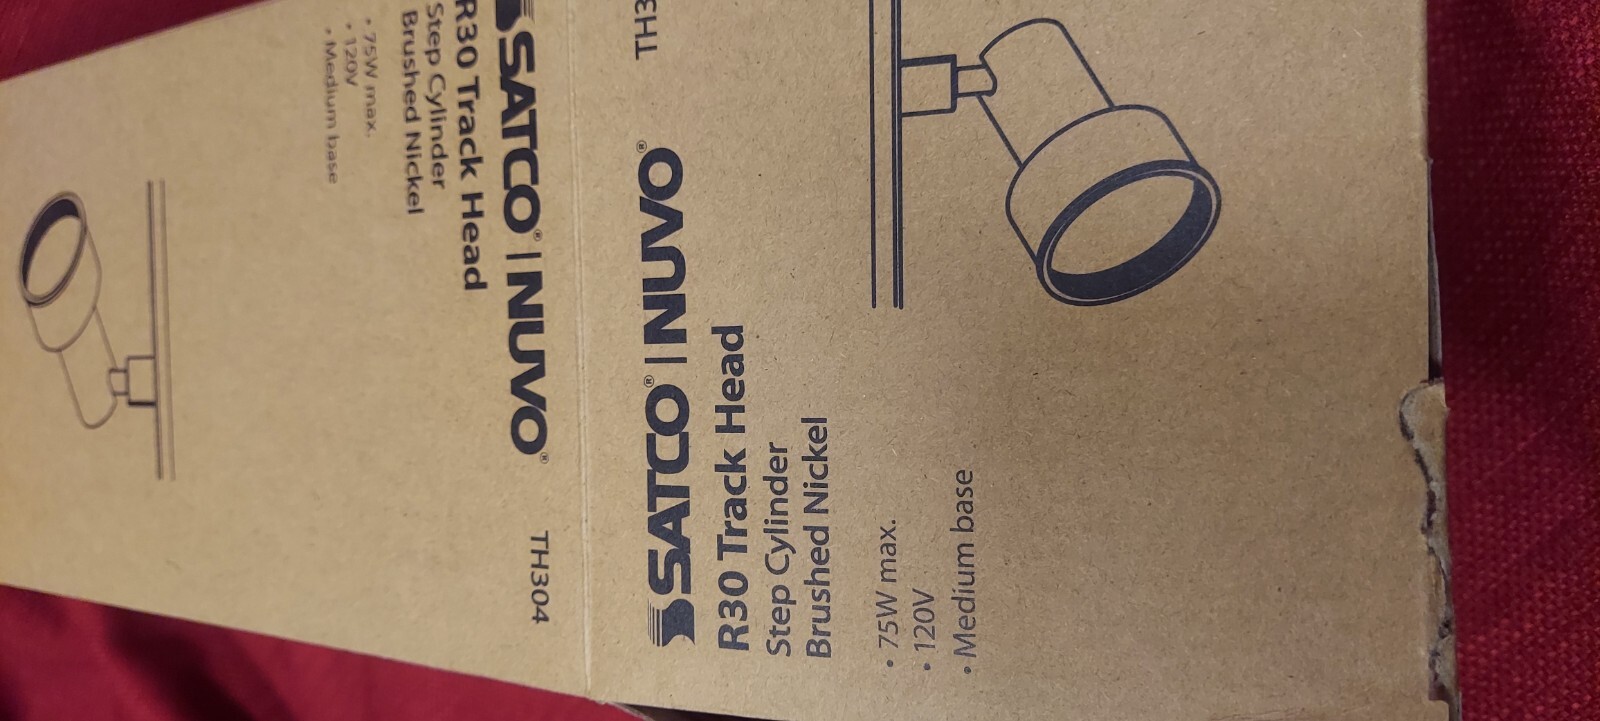 SATCO® | NUVO®
R30 Track Head
Step Cylinder
Brushed Nickel
• 75W max.
• 120V
• Medium base
TH3
SATCO® | NUVO®
TH304
R30 Track Head
Step Cylinder
Brushed Nickel
• 75W max.
• 120V
• Medium base